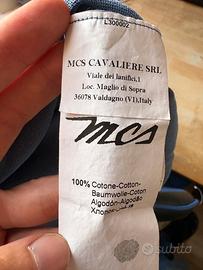 L300002
MCS CAVALIERE SRL
Viale dei lanifici,1
Loc. Maglio di Sopra
36078 Valdagno (VI),Italy
mcs
100% Cotone-Cotton-
Baumwolle-Coton
Algodón-Algodão
subito